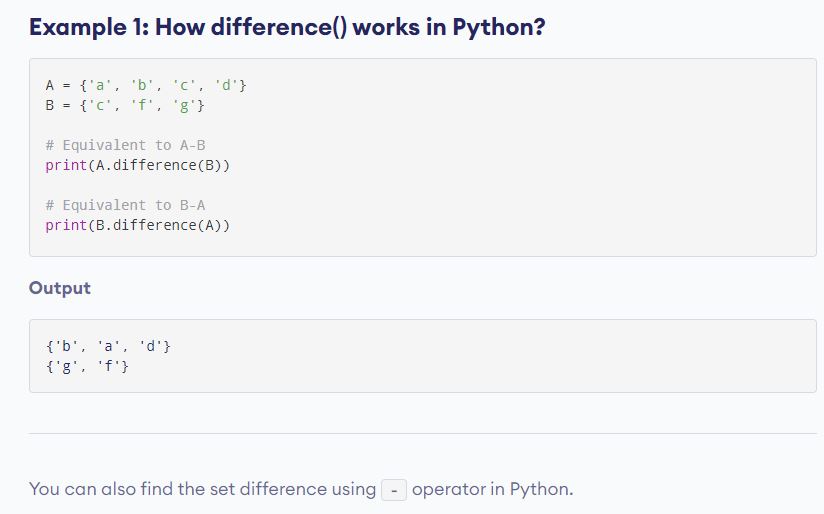 Example 1: How difference() works in Python?
A = {'a', 'b', 'c', 'd'}
B = {'c', 'f', 'g'}
# Equivalent to A-B
print(A.difference(B))
# Equivalent to B-A
print(B.difference(A))
Output
{'b', 'a', 'd'}
{'g', 'f'}
You can also find the set difference using - operator in Python.